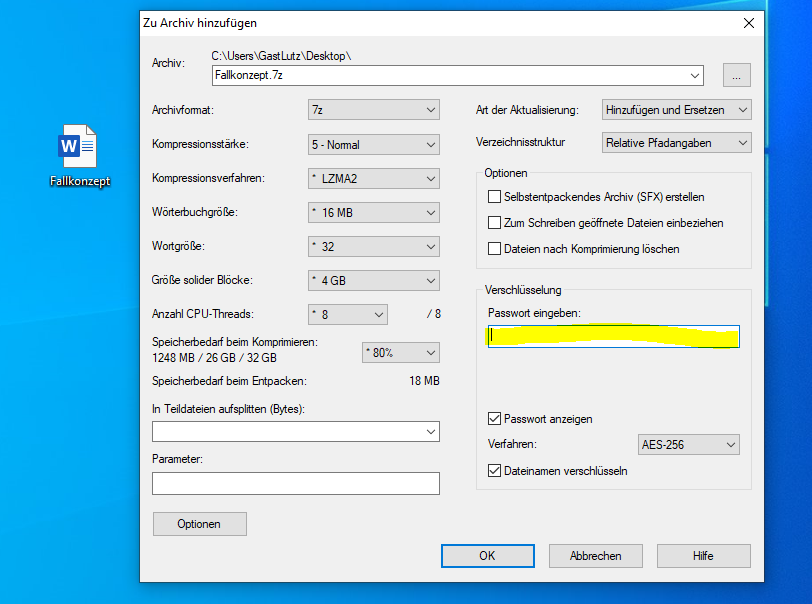 Zu Archiv hinzufügen
Archiv:
C:\Users\GastLutz\Desktop\
Fallkonzept.7z
...
Archivformat:
7z
Kompressionsstärke:
5 - Normal
Kompressionsverfahren:
* LZMA2
Wörterbuchgröße:
* 16 MB
Wortgröße:
* 32
Größe solider Blöcke:
* 4 GB
Anzahl CPU-Threads:
* 8
/ 8
Speicherbedarf beim Komprimieren:
1248 MB / 26 GB / 32 GB
* 80%
Speicherbedarf beim Entpacken:
18 MB
In Teildateien aufsplitten (Bytes):
Parameter:
Optionen
Art der Aktualisierung:
Hinzufügen und Ersetzen
Verzeichnisstruktur
Relative Pfadangaben
Optionen
Selbstentpackendes Archiv (SFX) erstellen
Zum Schreiben geöffnete Dateien einbeziehen
Dateien nach Komprimierung löschen
Verschlüsselung
Passwort eingeben:
Passwort anzeigen
Verfahren:
AES-256
Dateinamen verschlüsseln
OK
Abbrechen
Hilfe
W
Fallkonzept